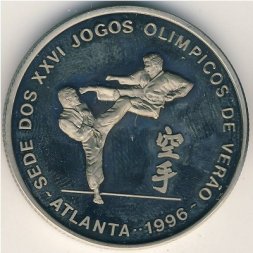 SEDE DOS XXVI JOGOS OLIMPICOS DE VERÃO
空手
– ATLANTA · 1996 –